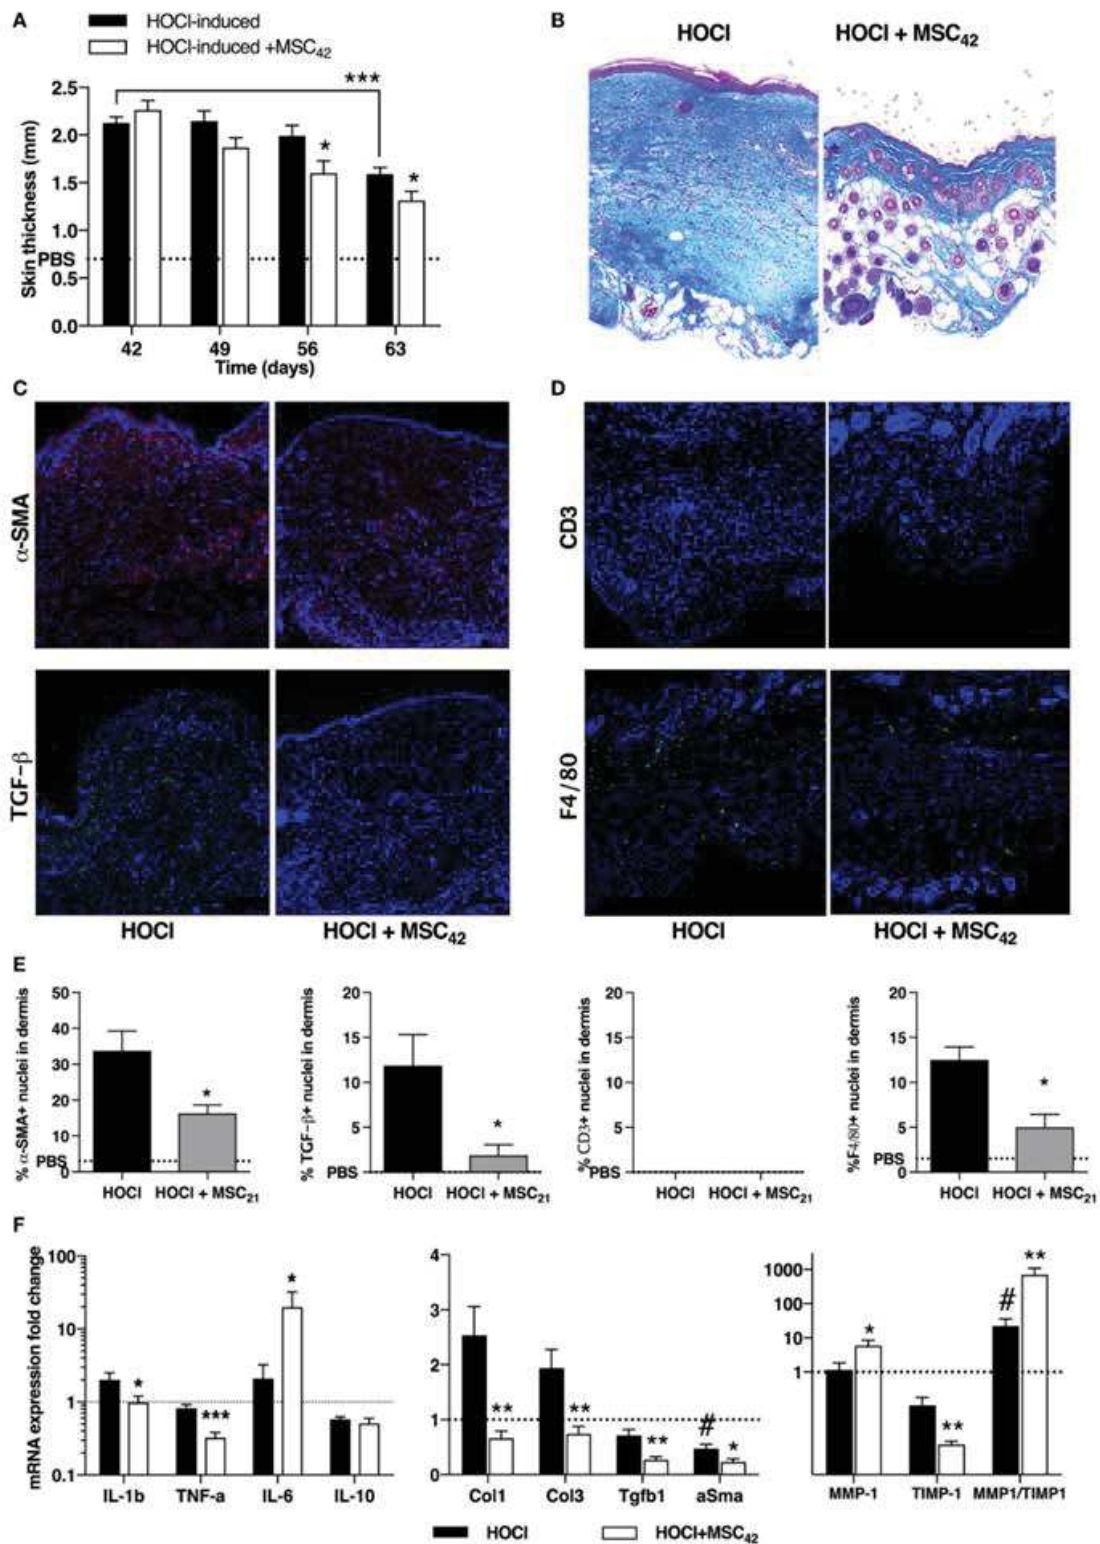 A
HOCl-induced
HOCl-induced +MSC42
***
2.5
2.0
1.5
1.0
PBS
0.5
0.0
*
*
Skin thickness (mm)
42 49 56 63
Time (days)
B
HOCl HOCl + MSC42
C
α-SMA
TGF-β
HOCl HOCl + MSC42
D
CD3
F4/80
HOCl HOCl + MSC42
E
% α-SMA+ nuclei in dermis
50
40
30
20
10
PBS
0
*
HOCl HOCl + MSC21
% TGF-β+ nuclei in dermis
20
15
10
5
PBS
*
HOCl HOCl + MSC21
% CD3+ nuclei in dermis
20
15
10
5
PBS
HOCl HOCl + MSC21
%F4/80+ nuclei in dermis
20
15
10
5
PBS
0
*
HOCl HOCl + MSC21
F
mRNA expression fold change
100
10
1
0.1
*
***
*
IL-1b TNF-a IL-6 IL-10
4
3
2
1
0
** ** ** # *
Col1 Col3 Tgfb1 aSma
1000
100
10
1
* ** # **
MMP-1 TIMP-1 MMP1/TIMP1
HOCl HOCl+MSC42